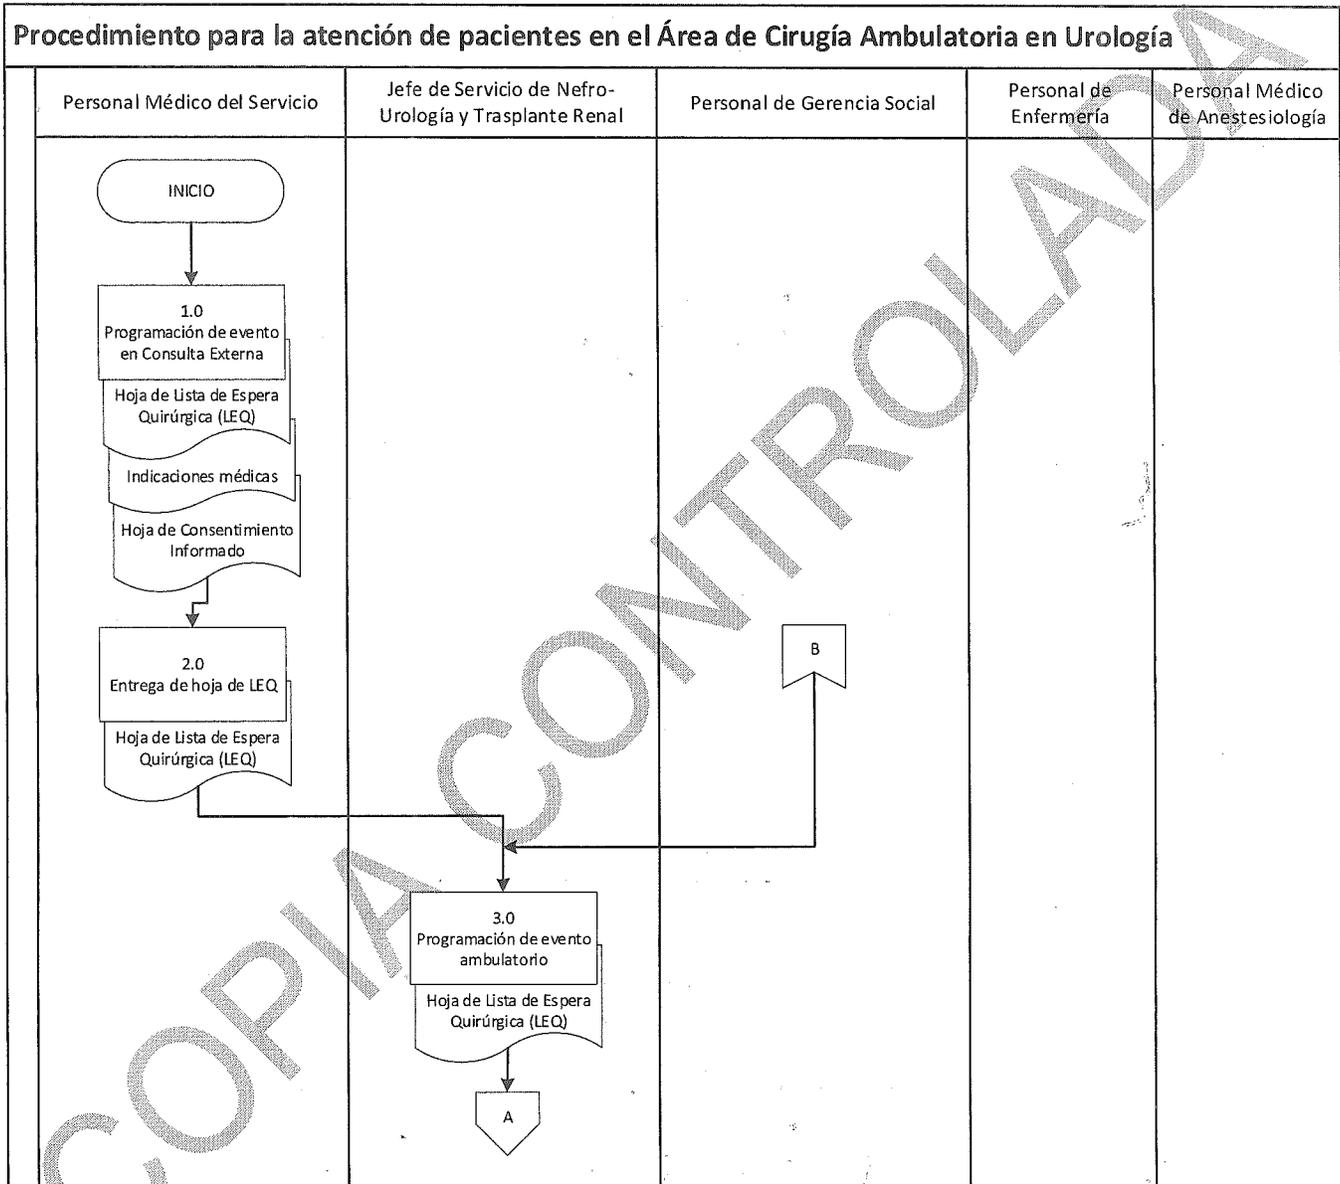 Procedimiento para la atención de pacientes en el Área de Cirugía Ambulatoria en Urología
Personal Médico del Servicio
Jefe de Servicio de Nefro-
Urología y Trasplante Renal
Personal de Gerencia Social
Personal de
Enfermería
Personal Médico
de Anestesiología
INICIO
1.0
Programación de evento
en Consulta Externa
Hoja de Lista de Espera
Quirúrgica (LEQ)
Indicaciones médicas
Hoja de Consentimiento
Informado
2.0
Entrega de hoja de LEQ
Hoja de Lista de Espera
Quirúrgica (LEQ)
B
3.0
Programación de evento
ambulatorio
Hoja de Lista de Espera
Quirúrgica (LEQ)
A
COPIA CONTROLADA